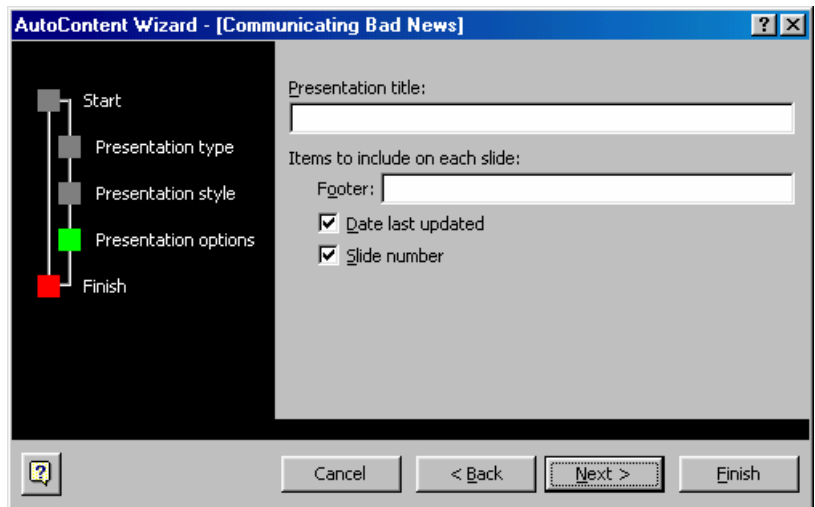 AutoContent Wizard - [Communicating Bad News]
Start
Presentation type
Presentation style
Presentation options
Finish
Presentation title:
Items to include on each slide:
Footer:
Date last updated
Slide number
Cancel
< Back
Next >
Finish